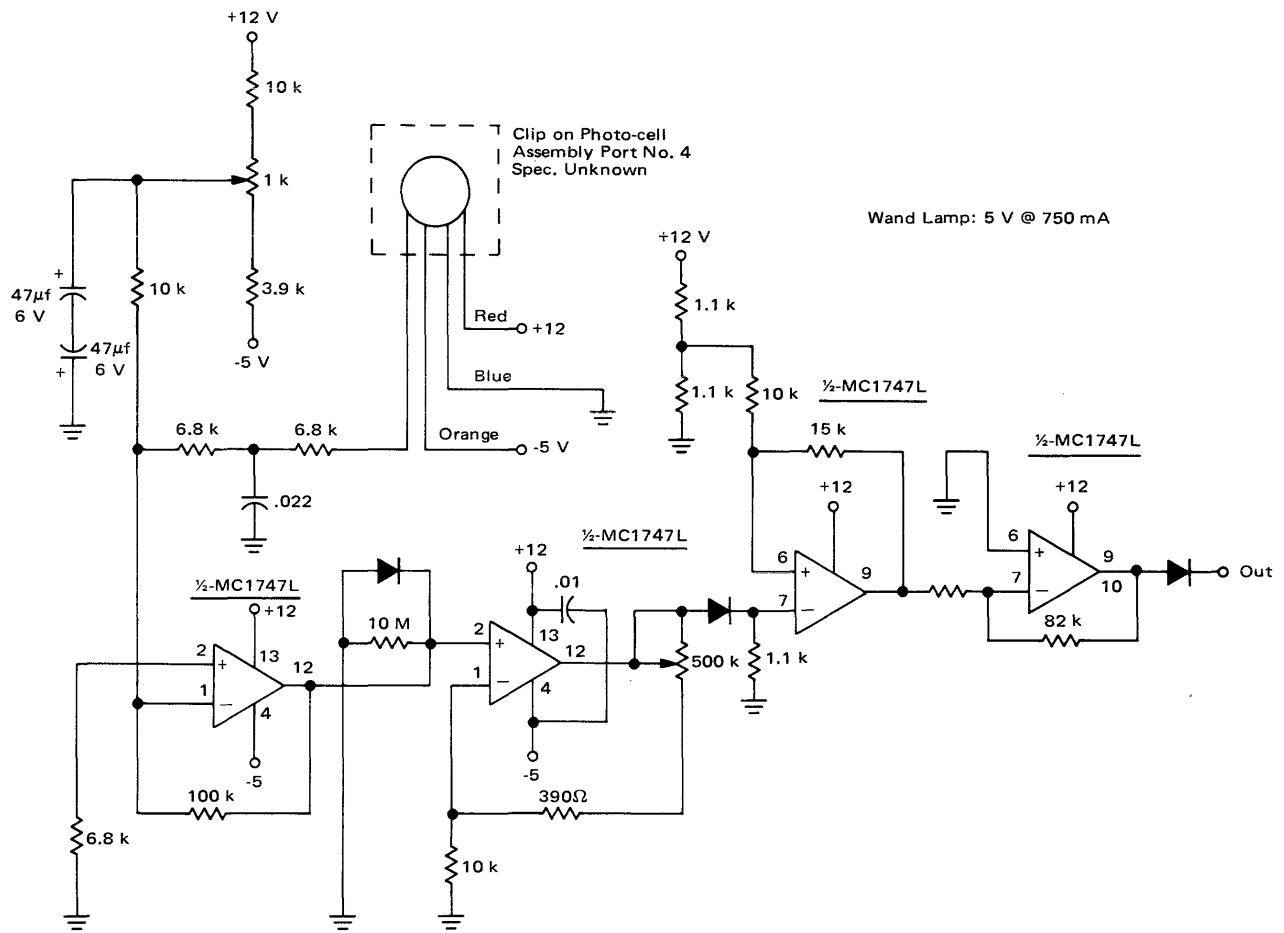 +12 V
10 k
1 k
10 k
3.9 k
-5 V
+
47µf
6 V
47µf
6 V
+
Clip on Photo-cell
Assembly Port No. 4
Spec. Unknown
Red
+12
Blue
Orange
-5 V
Wand Lamp: 5 V @ 750 mA
6.8 k
6.8 k
.022
½-MC1747L
+12
2
+
13
12
1
−
4
-5
100 k
6.8 k
10 M
½-MC1747L
+12
.01
2
+
13
12
1
−
4
-5
500 k
390Ω
10 k
+12 V
1.1 k
1.1 k
10 k
½-MC1747L
15 k
+12
6
+
9
7
−
1.1 k
½-MC1747L
+12
6
+
9
7
−
10
Out
82 k